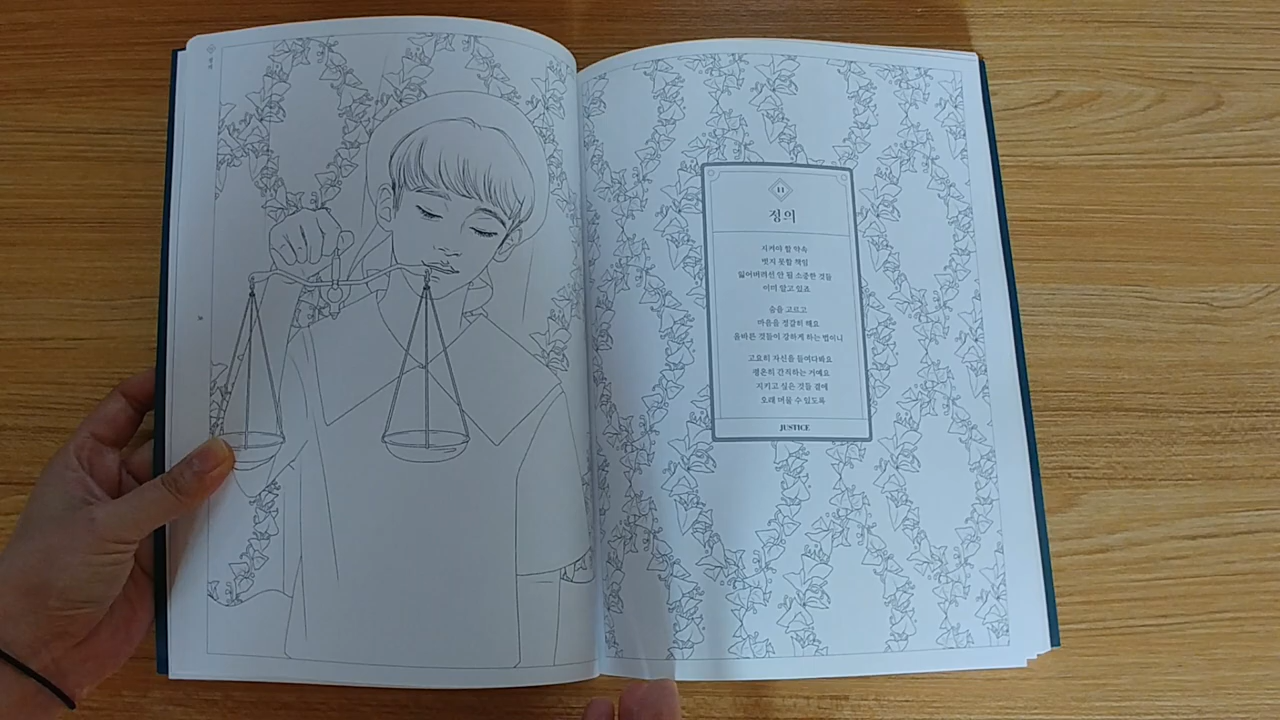 정의
11
정의
지켜야 할 약속
벗지 못할 책임
잃어버려선 안 될 소중한 것들
이미 알고 있죠
숨을 고르고
마음을 정갈히 해요
올바른 것들이 강하게 하는 법이니
고요히 자신을 들여다봐요
평온히 간직하는 거예요
지키고 싶은 것들 곁에
오래 머물 수 있도록
JUSTICE